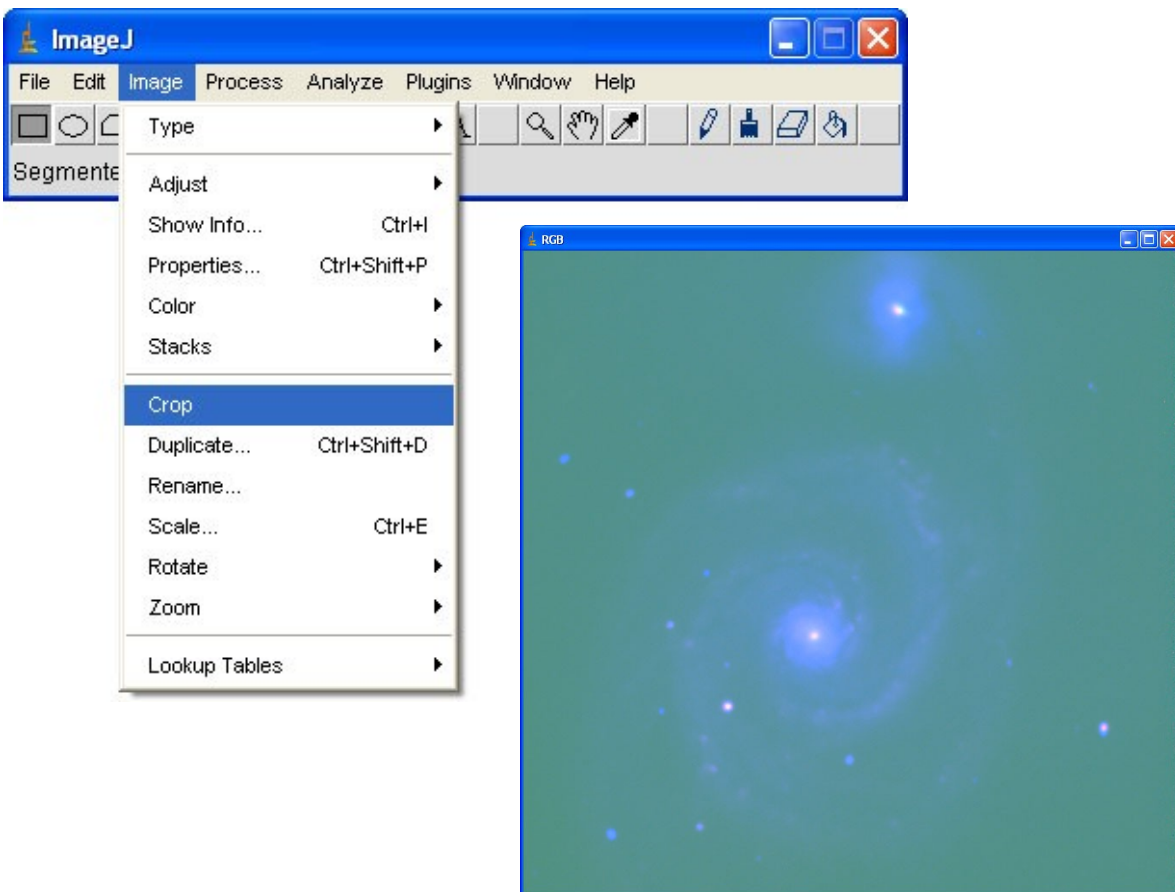 ImageJ
File Edit Image Process Analyze Plugins Window Help
Type
Segmente
Adjust
Show Info... Ctrl+I
Properties... Ctrl+Shift+P
Color
Stacks
Crop
Duplicate... Ctrl+Shift+D
Rename...
Scale... Ctrl+E
Rotate
Zoom
Lookup Tables
RGB